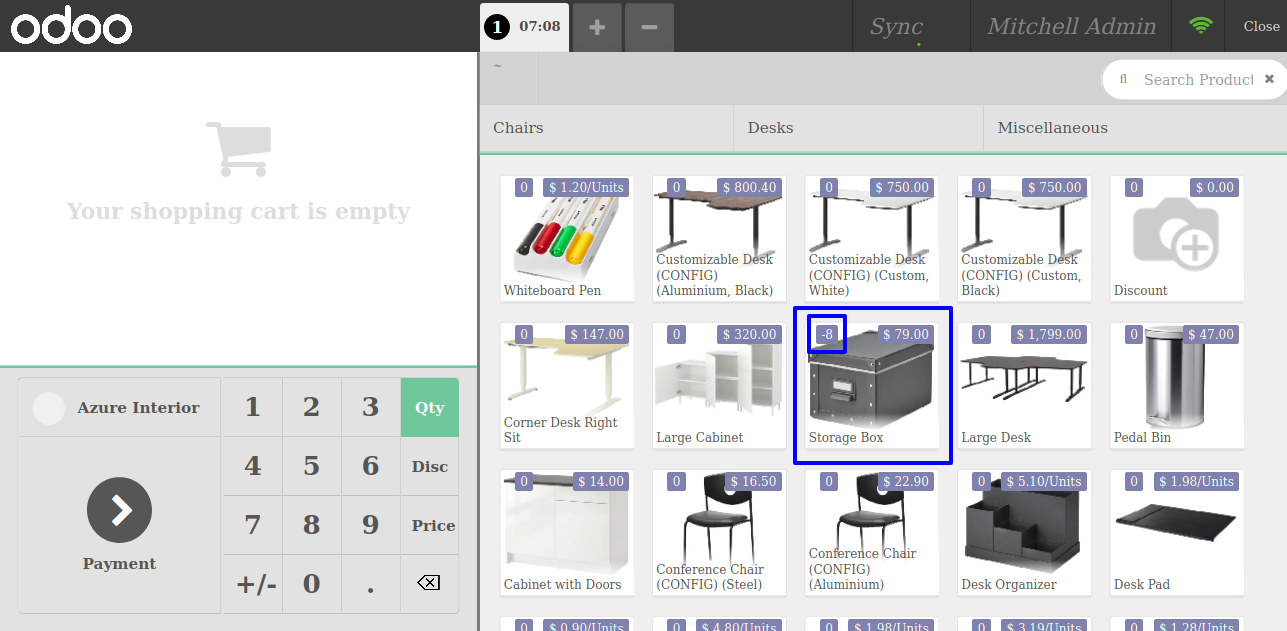 odoo
1 07:08 + −
Sync
Mitchell Admin
Close
~
Search Product
Chairs
Desks
Miscellaneous
Your shopping cart is empty
Azure Interior
Payment
1 2 3 Qty
4 5 6 Disc
7 8 9 Price
+/- 0 .
0 $ 1.20/Units
Whiteboard Pen
0 $ 800.40
Customizable Desk
(CONFIG)
(Aluminium, Black)
0 $ 750.00
Customizable Desk
(CONFIG) (Custom,
White)
0 $ 750.00
Customizable Desk
(CONFIG) (Custom,
Black)
0 $ 0.00
Discount
0 $ 147.00
Corner Desk Right
Sit
0 $ 320.00
Large Cabinet
-8 $ 79.00
Storage Box
0 $ 1,799.00
Large Desk
0 $ 47.00
Pedal Bin
0 $ 14.00
Cabinet with Doors
0 $ 16.50
Conference Chair
(CONFIG) (Steel)
0 $ 22.90
Conference Chair
(CONFIG)
(Aluminium)
0 $ 5.10/Units
Desk Organizer
0 $ 1.98/Units
Desk Pad
0 $ 0.90/Units
0 $ 4.80/Units
0 $ 1.98/Units
0 $ 3.19/Units
0 $ 1.28/Units